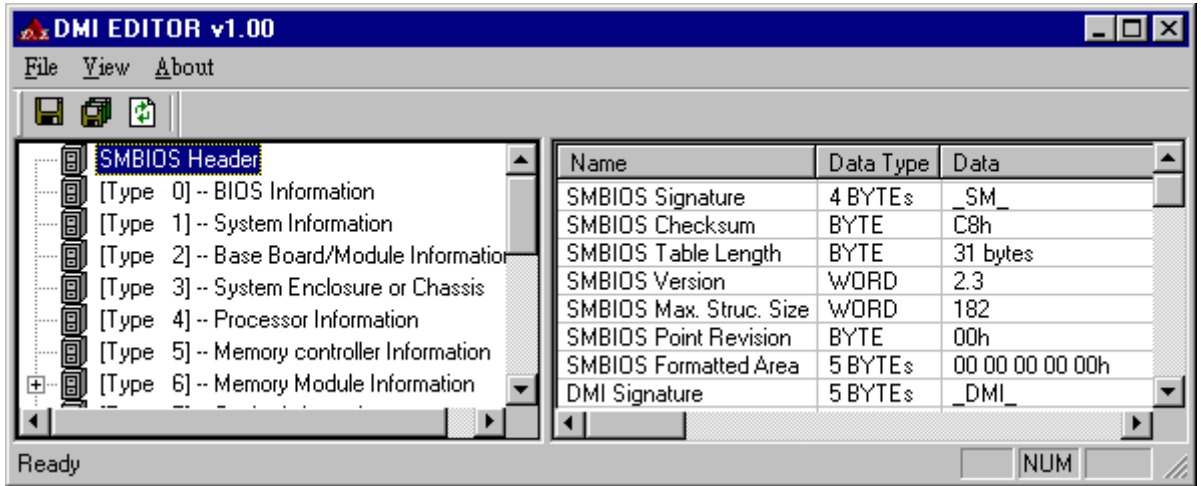 DMI EDITOR v1.00
File View About
SMBIOS Header
[Type 0] -- BIOS Information
[Type 1] -- System Information
[Type 2] -- Base Board/Module Information
[Type 3] -- System Enclosure or Chassis
[Type 4] -- Processor Information
[Type 5] -- Memory controller Information
[Type 6] -- Memory Module Information
Name Data Type Data
SMBIOS Signature 4 BYTEs _SM_
SMBIOS Checksum BYTE C8h
SMBIOS Table Length BYTE 31 bytes
SMBIOS Version WORD 2.3
SMBIOS Max. Struc. Size WORD 182
SMBIOS Point Revision BYTE 00h
SMBIOS Formatted Area 5 BYTEs 00 00 00 00 00h
DMI Signature 5 BYTEs _DMI_
Ready NUM